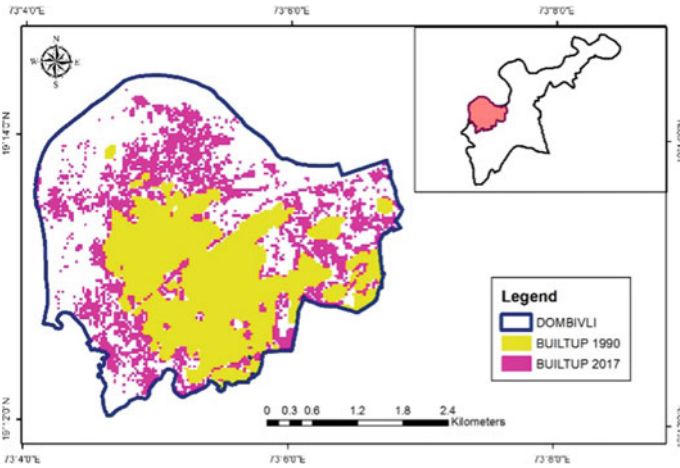 73°4'0"E
73°6'0"E
73°8'0"E
N
W E
S
19°14'0"N
Legend
DOMBIVLI
BUILTUP 1990
BUILTUP 2017
0 0.3 0.6 1.2 1.8 2.4
Kilometers
19°12'0"N
73°4'0"E
73°6'0"E
73°8'0"E